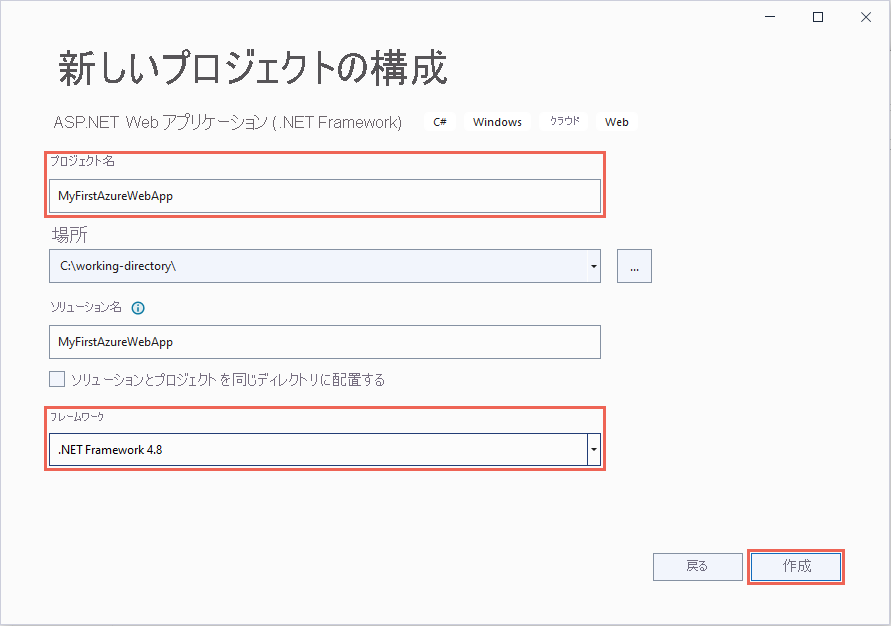 新しいプロジェクトの構成
ASP.NET Web アプリケーション (.NET Framework) C# Windows クラウド Web
プロジェクト名
MyFirstAzureWebApp
場所
C:\working-directory\
...
ソリューション名
MyFirstAzureWebApp
ソリューションとプロジェクトを同じディレクトリに配置する
フレームワーク
.NET Framework 4.8
戻る 作成